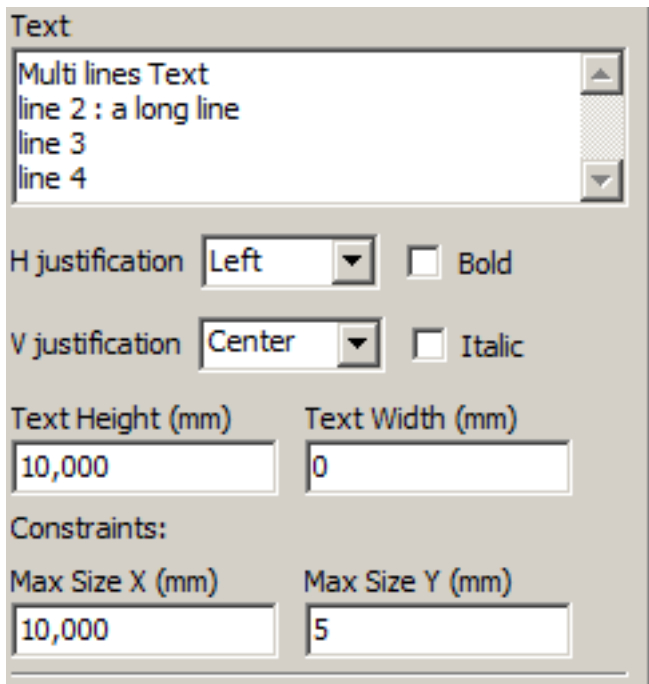 Text
Multi lines Text
line 2 : a long line
line 3
line 4
H justification Left Bold
V justification Center Italic
Text Height (mm) Text Width (mm)
10,000 0
Constraints:
Max Size X (mm) Max Size Y (mm)
10,000 5